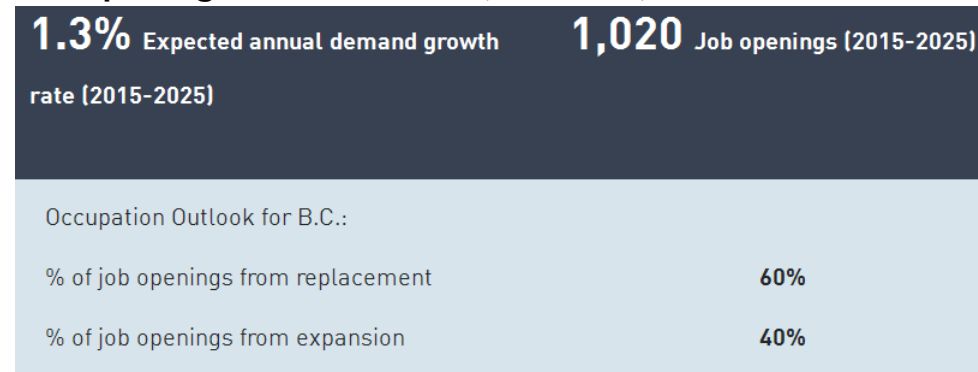 1.3% Expected annual demand growth
rate (2015-2025)
1,020 Job openings (2015-2025)
Occupation Outlook for B.C.:
% of job openings from replacement 60%
% of job openings from expansion 40%